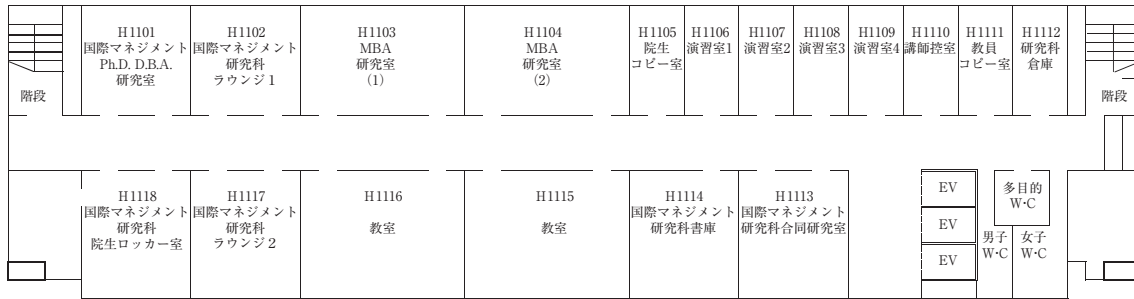 階段
H1101
国際マネジメント
Ph.D. D.B.A.
研究室
H1102
国際マネジメント
研究科
ラウンジ1
H1103
MBA
研究室
(1)
H1104
MBA
研究室
(2)
H1105
院生
コピー室
H1106
演習室1
H1107
演習室2
H1108
演習室3
H1109
演習室4
H1110
講師控室
H1111
教員
コピー室
H1112
研究科
倉庫
階段
H1118
国際マネジメント
研究科
院生ロッカー室
H1117
国際マネジメント
研究科
ラウンジ2
H1116
教室
H1115
教室
H1114
国際マネジメント
研究科書庫
H1113
国際マネジメント
研究科合同研究室
EV
EV
EV
多目的
W·C
男子
W·C
女子
W·C